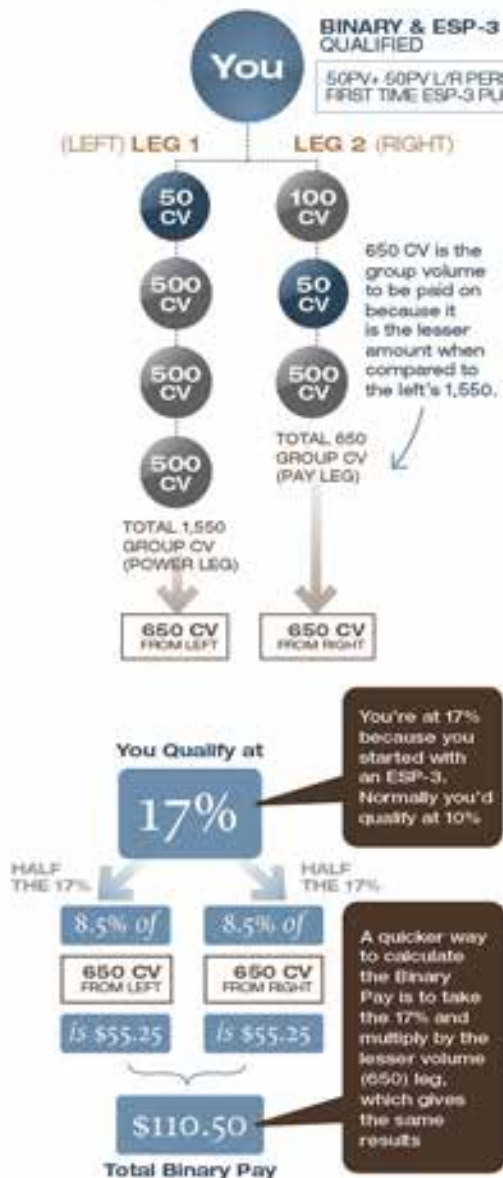 You
BINARY & ESP-3
QUALIFIED
50PV+ 50PV L/R
FIRST TIME ESP-3
(LEFT) LEG 1
LEG 2 (RIGHT)
50
CV
500
CV
500
CV
500
CV
TOTAL 1,550
GROUP CV
(POWER LEG)
650 CV
FROM LEFT
100
CV
50
CV
500
CV
TOTAL 650
GROUP CV
(PAY LEG)
650 CV
FROM RIGHT
650 CV is the
group volume
to be paid on
because it
is the lesser
amount when
compared to
the left's 1,550.
You Qualify at
17%
You're at 17%
because you
started with
an ESP-3.
Normally you'd
qualify at 10%
HALF
THE 17%
HALF
THE 17%
8.5% of
650 CV
FROM LEFT
is $55.25
8.5% of
650 CV
FROM RIGHT
is $55.25
$110.50
Total Binary Pay
A quicker way
to calculate
the Binary
Pay is to take
the 17% and
multiply by the
lesser volume
(650) leg,
which gives
the same
results